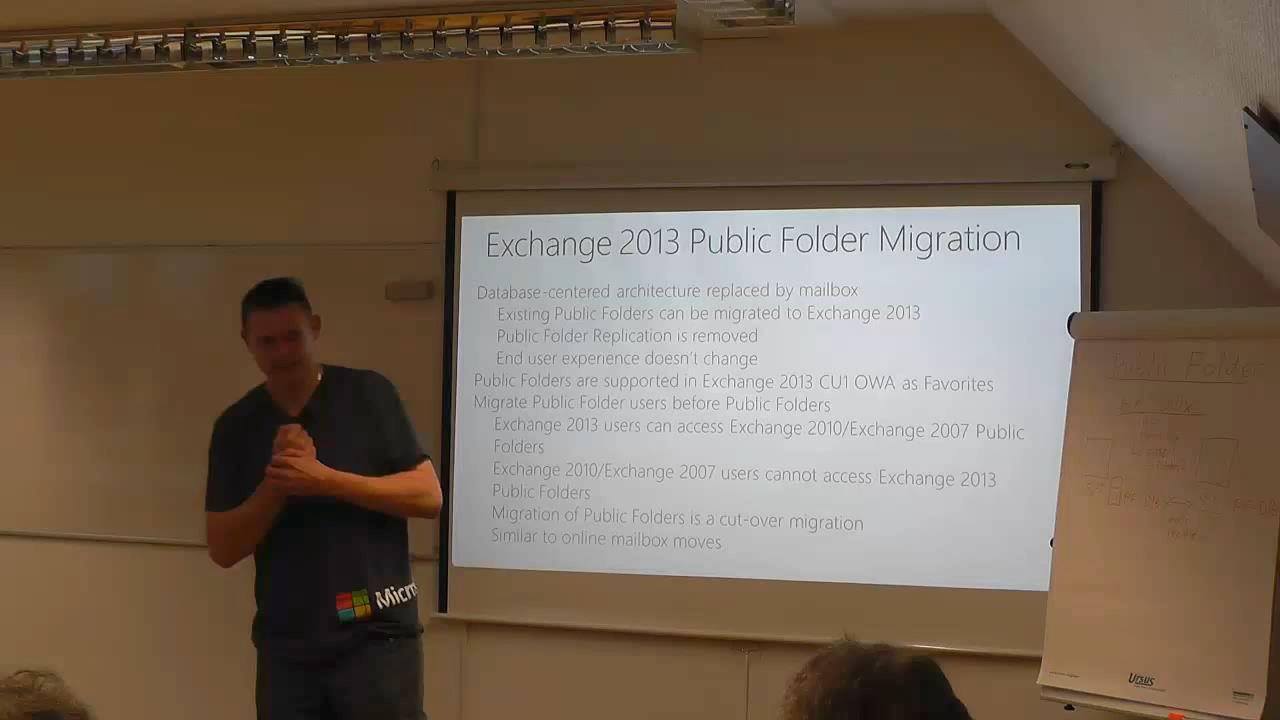 Exchange 2013 Public Folder Migration
Database-centered architecture replaced by mailbox
Existing Public Folders can be migrated to Exchange 2013
Public Folder Replication is removed
End user experience doesn't change
Public Folders are supported in Exchange 2013 CU1 OWA as Favorites
Migrate Public Folder users before Public Folders
Exchange 2013 users can access Exchange 2010/Exchange 2007 Public
Folders
Exchange 2010/Exchange 2007 users cannot access Exchange 2013
Public Folders
Migration of Public Folders is a cut-over migration
Similar to online mailbox moves
Public Folder
Ursus